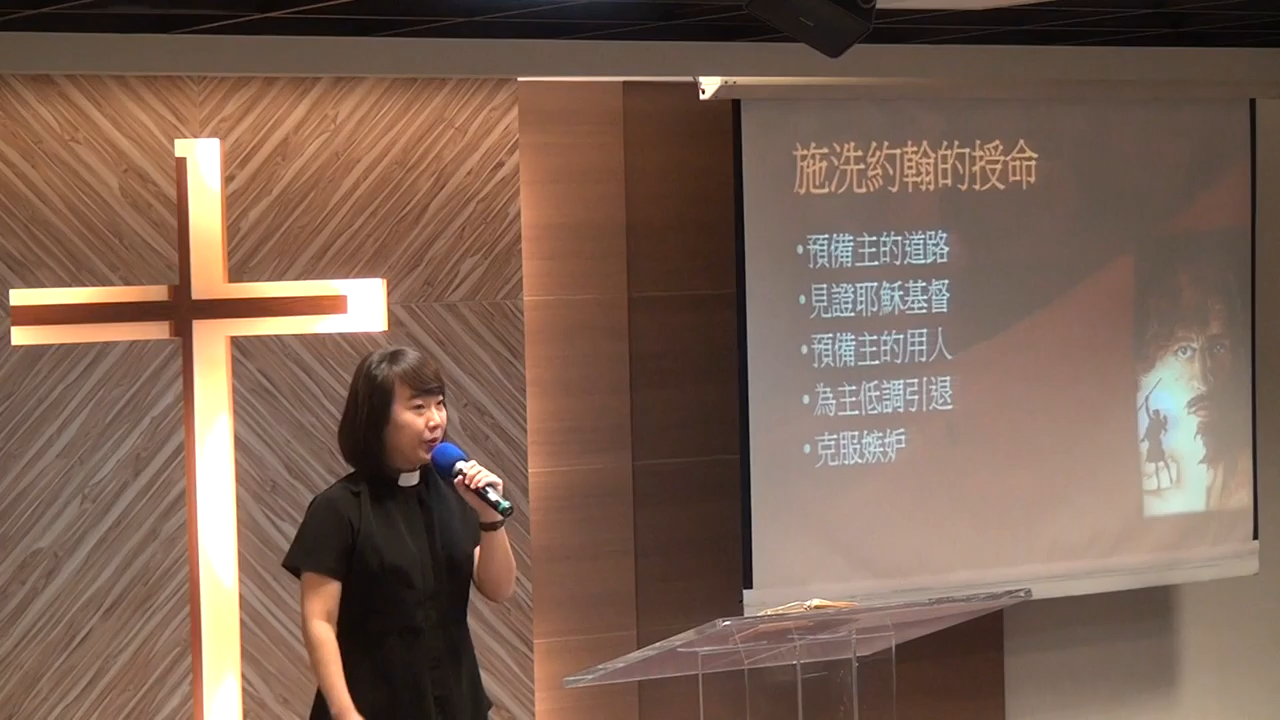 施洗約翰的授命
•預備主的道路
•見證耶穌基督
•預備主的用人
•為主低調引退
•克服嫉妒